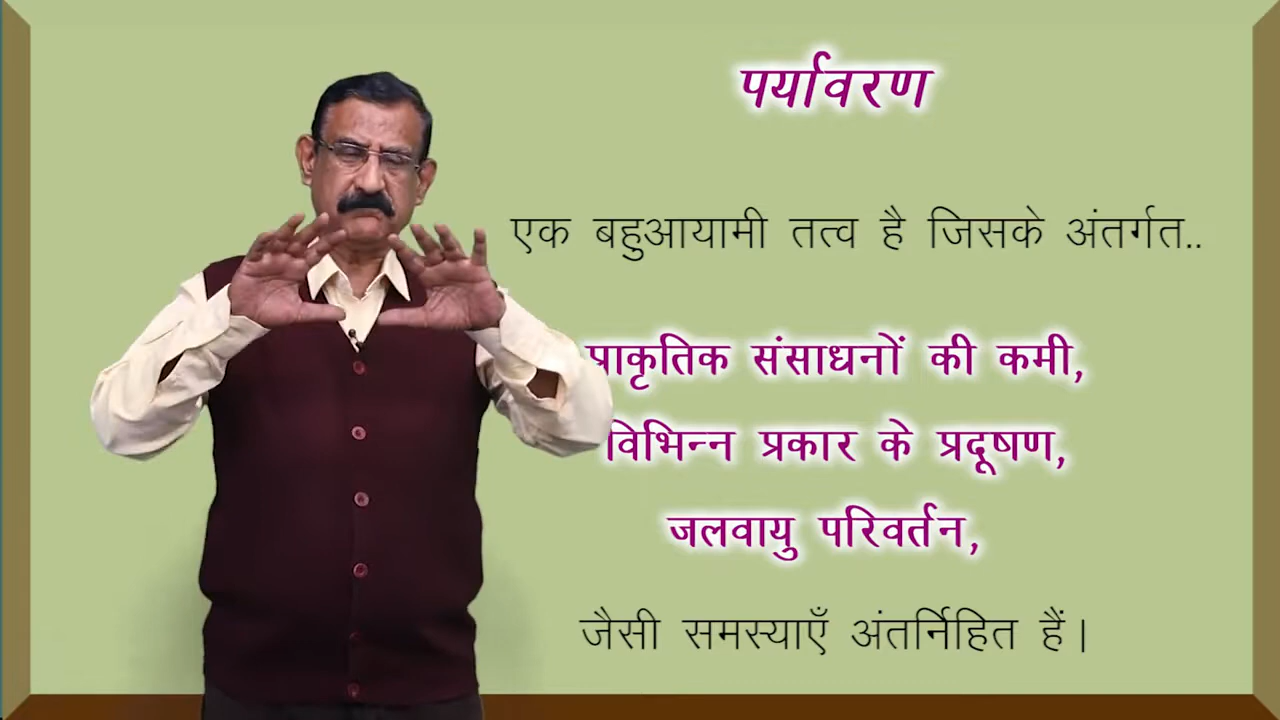 पर्यावरण
एक बहुआयामी तत्व है जिसके अंतर्गत..
प्राकृतिक संसाधनों की कमी,
विभिन्न प्रकार के प्रदूषण,
जलवायु परिवर्तन,
जैसी समस्याएँ अंतर्निहित हैं।